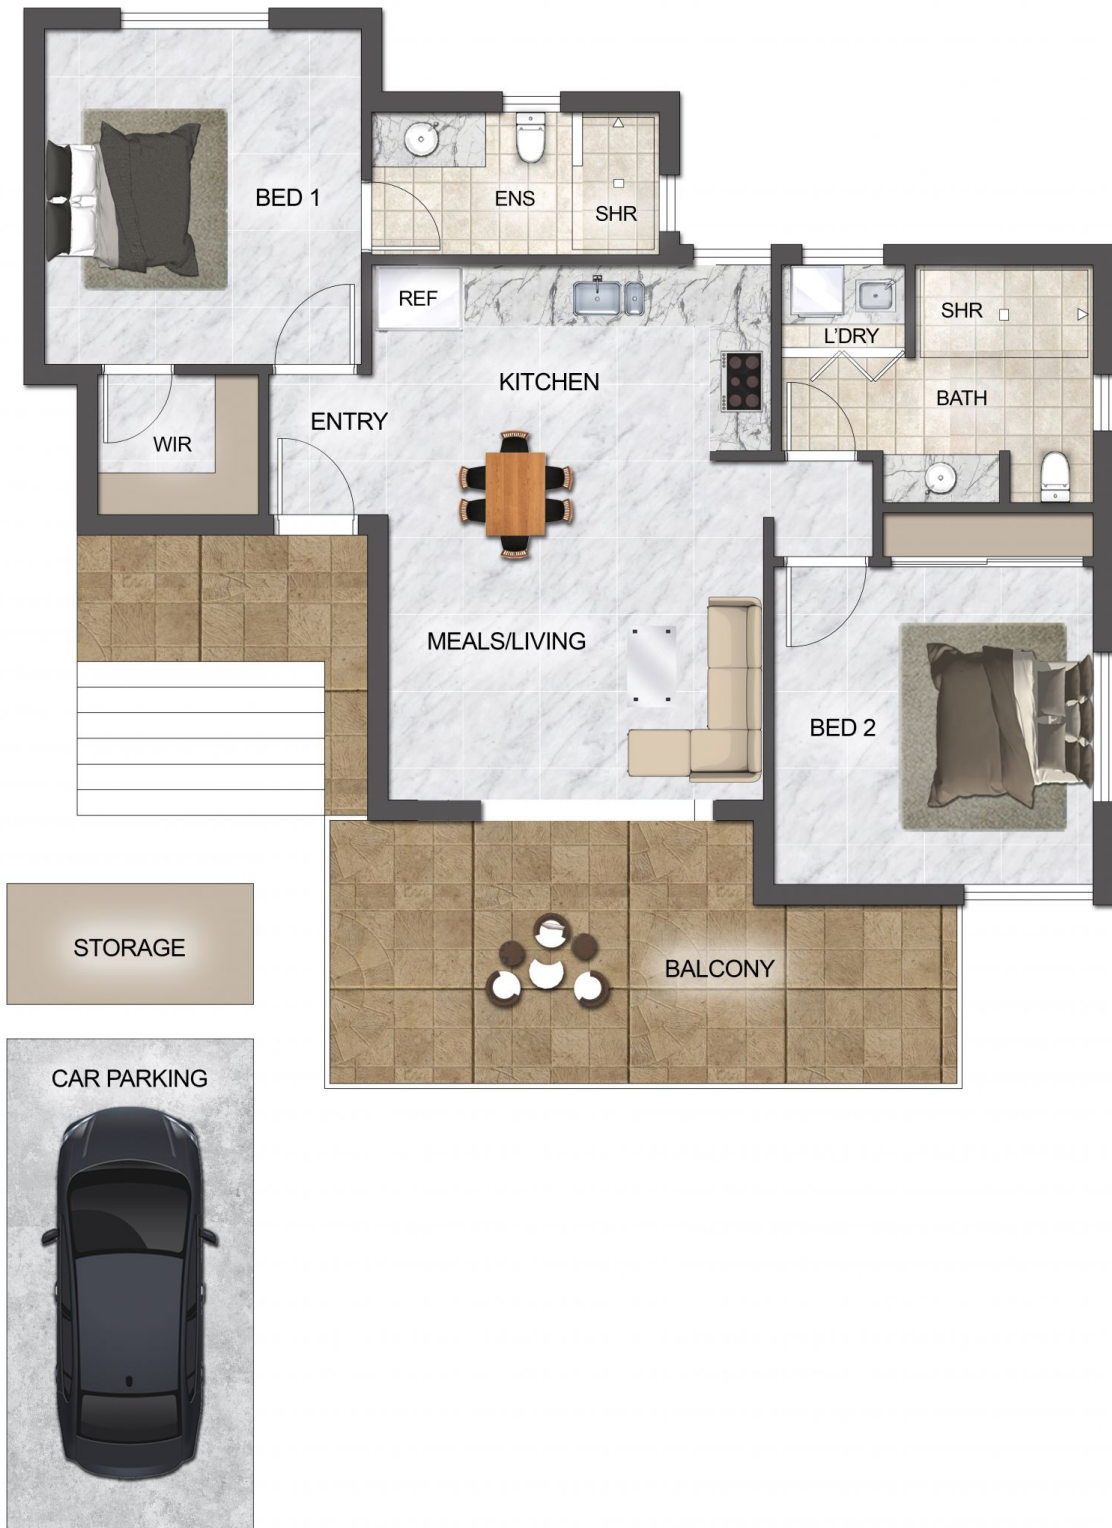 BED 1
ENS
SHR
REF
SHR
L'DRY
KITCHEN
BATH
ENTRY
WIR
MEALS/LIVING
BED 2
STORAGE
BALCONY
CAR PARKING